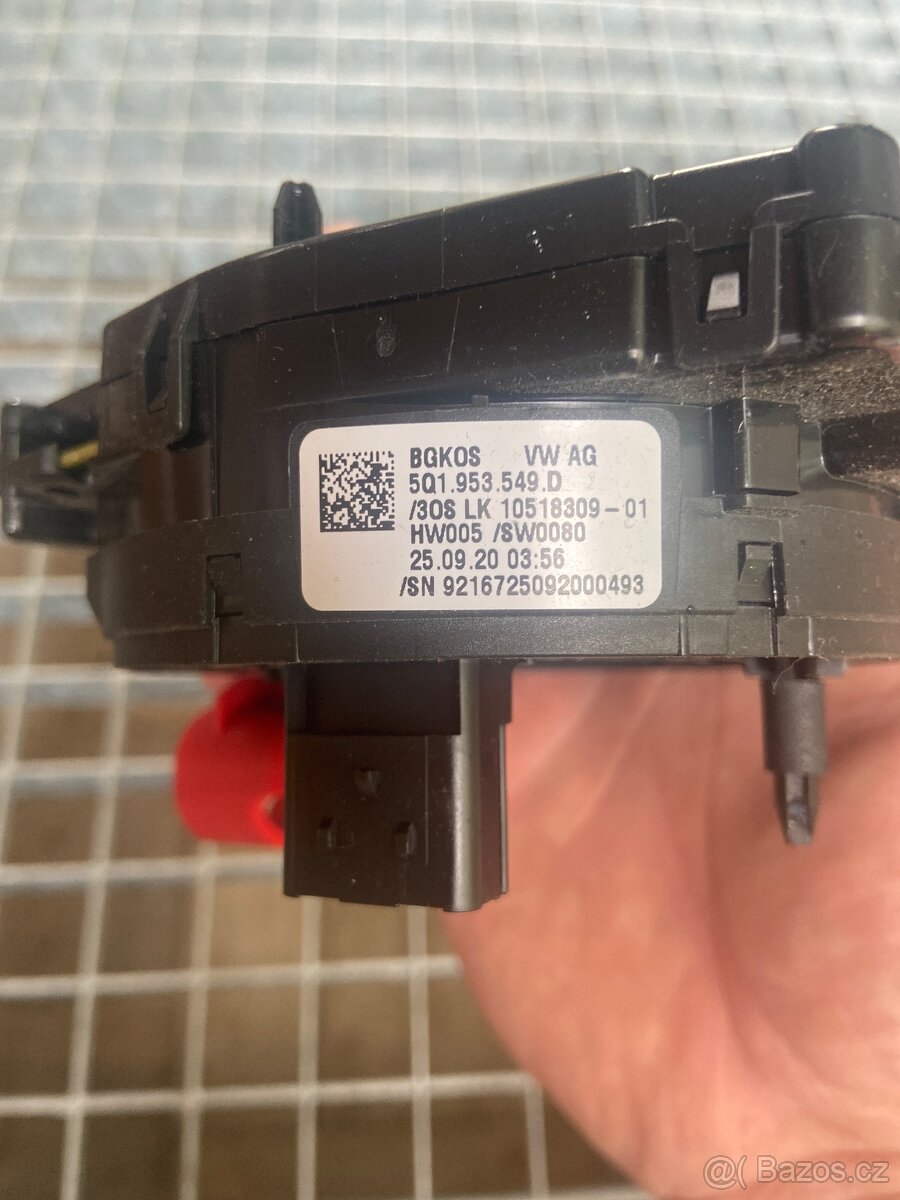 BGKOS VW AG
5Q1.953.549.D
/3OS LK 10518309-01
HW005 /SW0080
25.09.20 03:56
/SN 9216725092000493
@( Bazos.cz